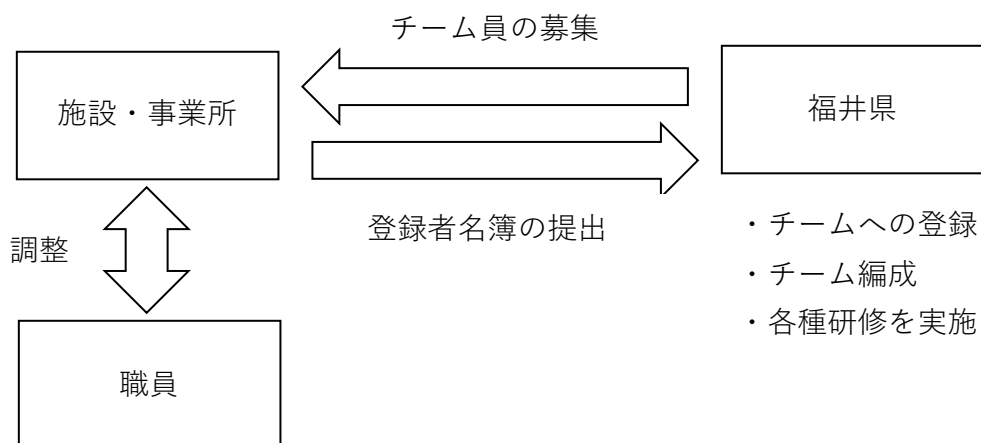 チーム員の募集
施設・事業所
福井県
登録者名簿の提出
調整
・チームへの登録
・チーム編成
・各種研修を実施
職員